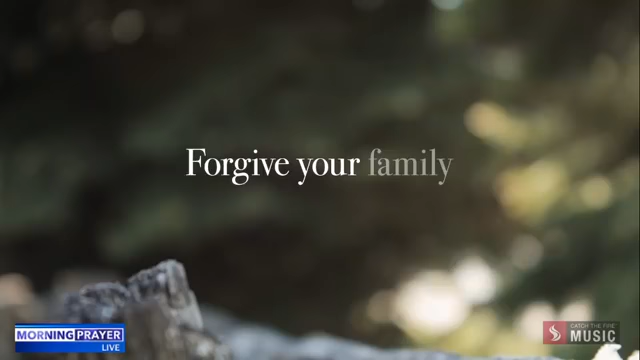 Forgive your family
MORNING PRAYER
LIVE
CATCH THE FIRE
MUSIC